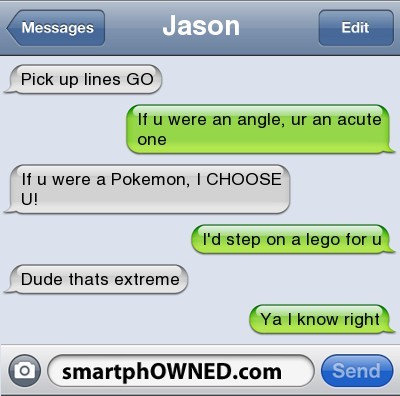 Messages
Jason
Edit
Pick up lines GO
If u were an angle, ur an acute
one
If u were a Pokemon, I CHOOSE
U!
I'd step on a lego for u
Dude thats extreme
Ya I know right
smartphOWNED.com
Send